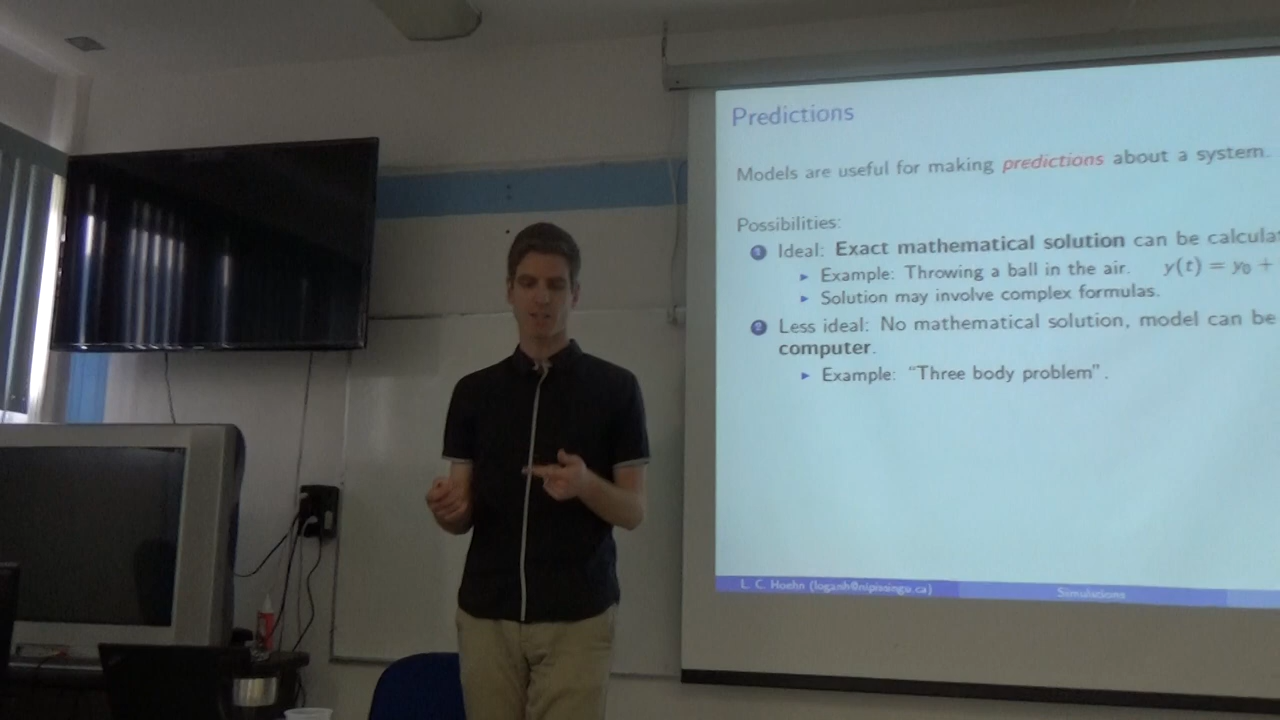 Predictions
Models are useful for making predictions about a system.
Possibilities:
1 Ideal: Exact mathematical solution can be calculat
► Example: Throwing a ball in the air. y(t) = y₀ +
► Solution may involve complex formulas.
2 Less ideal: No mathematical solution, model can be
computer.
► Example: "Three body problem".
L. C. Hoehn (loganh@nipissingu.ca) Simulations